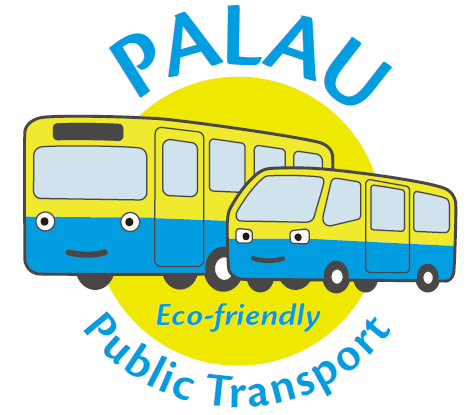 PALAU
Eco-friendly
Public Transport